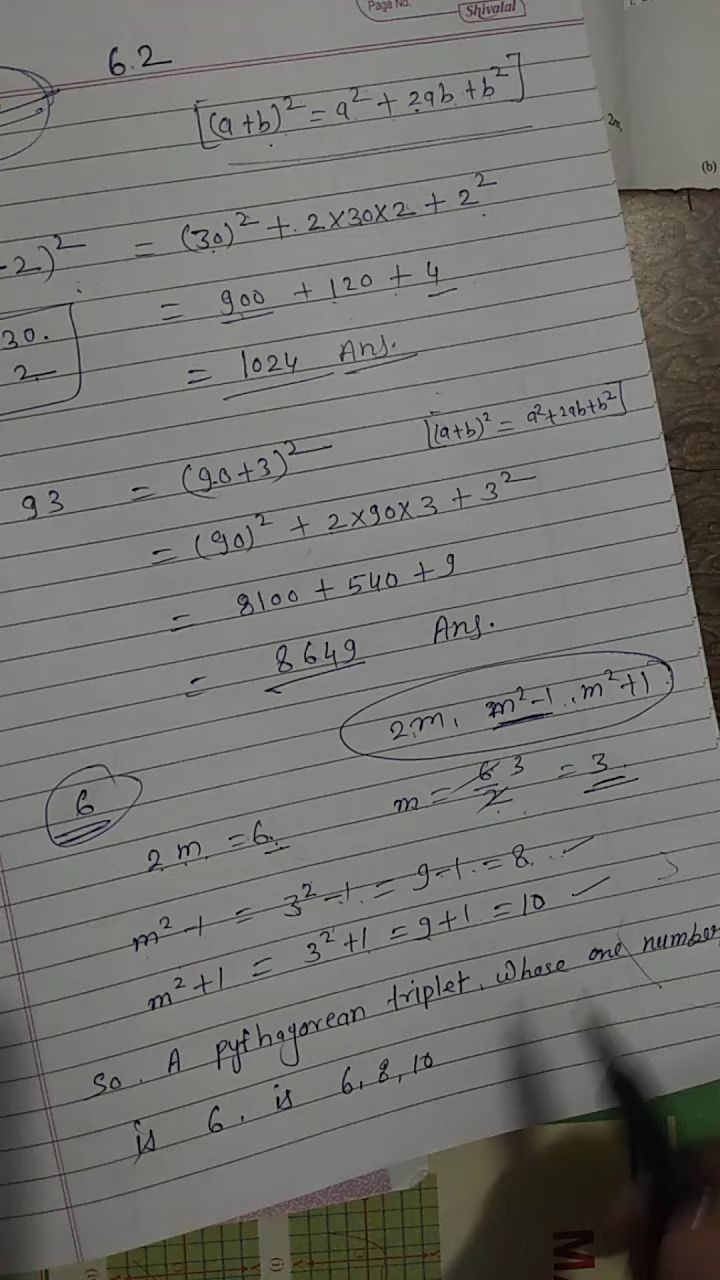 Page No.
Shivalal
6.2
[(a+b)² = a² + 2ab + b²]
2m,
(b)
-2)² = (30)² + 2×30×2 + 2²
= 900 + 120 + 4
30.
2
= 1024 Ans.
[(a+b)² = a²+2ab+b²]
93 = (90+3)²
= (90)² + 2×90×3 + 3²
= 8100 + 540 + 9
= 8649 Ans.
2m, m²-1, m²+1
6
2m = 6. m = 6/2 3 = 3.
m²-1 = 3²-1 = 9-1 = 8
m²+1 = 3²+1 = 9+1 = 10
So. A pythagorean triplet, whose one number
is 6, is 6, 8, 10
M